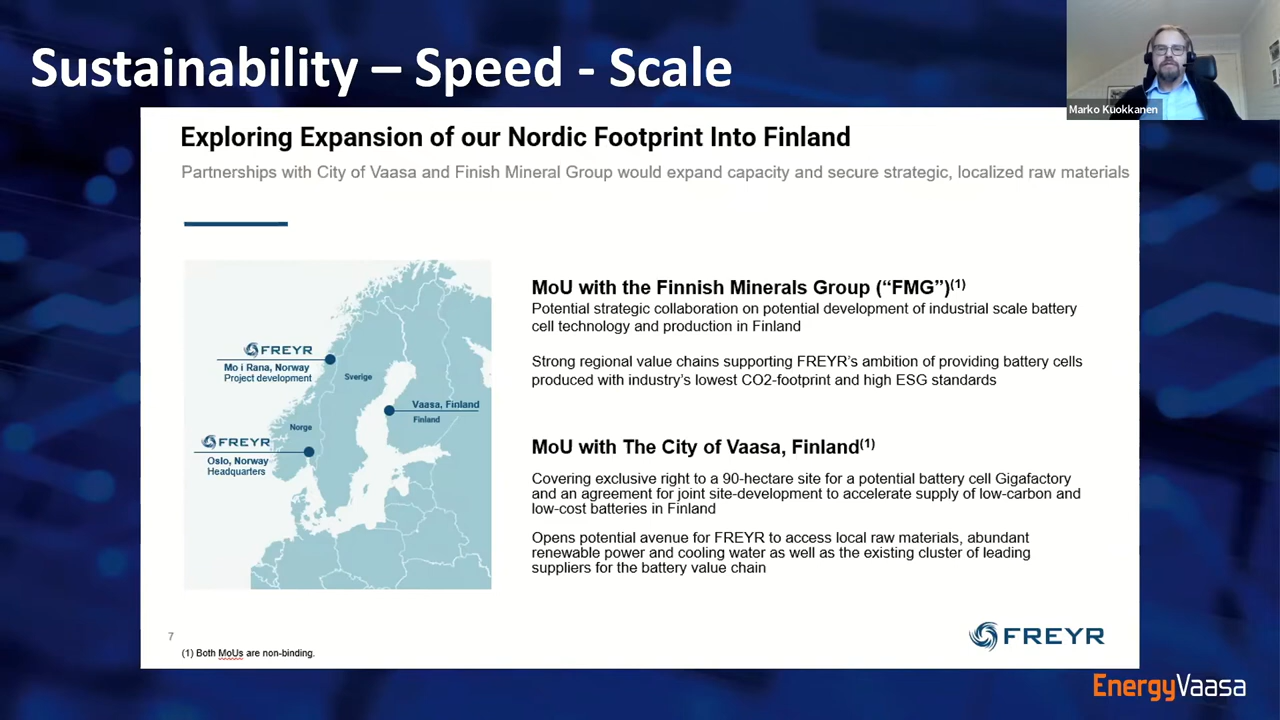 Sustainability – Speed - Scale
Marko Kuokkanen
Exploring Expansion of our Nordic Footprint Into Finland
Partnerships with City of Vaasa and Finish Mineral Group would expand capacity and secure strategic, localized raw materials
FREYR
Mo i Rana, Norway
Project development
Sverige
Vaasa, Finland
Finland
Norge
FREYR
Oslo, Norway
Headquarters
MoU with the Finnish Minerals Group (“FMG”)(1)
Potential strategic collaboration on potential development of industrial scale battery
cell technology and production in Finland
Strong regional value chains supporting FREYR’s ambition of providing battery cells
produced with industry’s lowest CO2-footprint and high ESG standards
MoU with The City of Vaasa, Finland(1)
Covering exclusive right to a 90-hectare site for a potential battery cell Gigafactory
and an agreement for joint site-development to accelerate supply of low-carbon and
low-cost batteries in Finland
Opens potential avenue for FREYR to access local raw materials, abundant
renewable power and cooling water as well as the existing cluster of leading
suppliers for the battery value chain
7
(1) Both MoUs are non-binding.
FREYR
EnergyVaasa